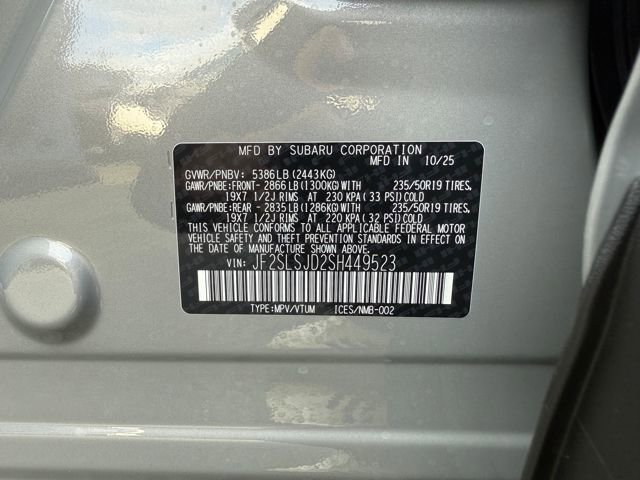 MFD BY SUBARU CORPORATION
MFD IN 10/25
GVWR/PNBV: 5386LB(2443KG)
GAWR/PNBE:FRONT- 2866LB(1300KG)WITH 235/50R19 TIRES.
19X7 1/2J RIMS AT 230 KPA(33 PSI)COLD
GAWR/PNBE:REAR - 2835LB(1286KG)WITH 235/50R19 TIRES.
19X7 1/2J RIMS AT 220 KPA(32 PSI)COLD
THIS VEHICLE CONFORMS TO ALL APPLICABLE FEDERAL MOTOR
VEHICLE SAFETY AND THEFT PREVENTION STANDARDS IN EFFECT ON
THE DATE OF MANUFACTURE SHOWN ABOVE.
VIN: JF2SLSJD2SH449523
TYPE:MPV/VTUM ICES/NMB-002